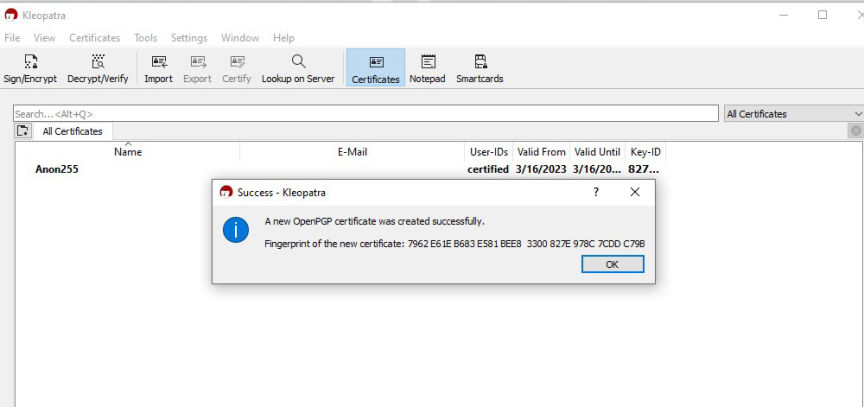 Kleopatra
File View Certificates Tools Settings Window Help
Sign/Encrypt Decrypt/Verify Import Export Certify Lookup on Server Certificates Notepad Smartcards
Search...<Alt+Q> All Certificates
All Certificates
Name E-Mail User-IDs Valid From Valid Until Key-ID
Anon255 certified 3/16/2023 3/16/20... 827...
Success - Kleopatra
A new OpenPGP certificate was created successfully.
Fingerprint of the new certificate: 7962 E61E B683 E581 BEE8  3300 827E 978C 7CDD C79B
OK